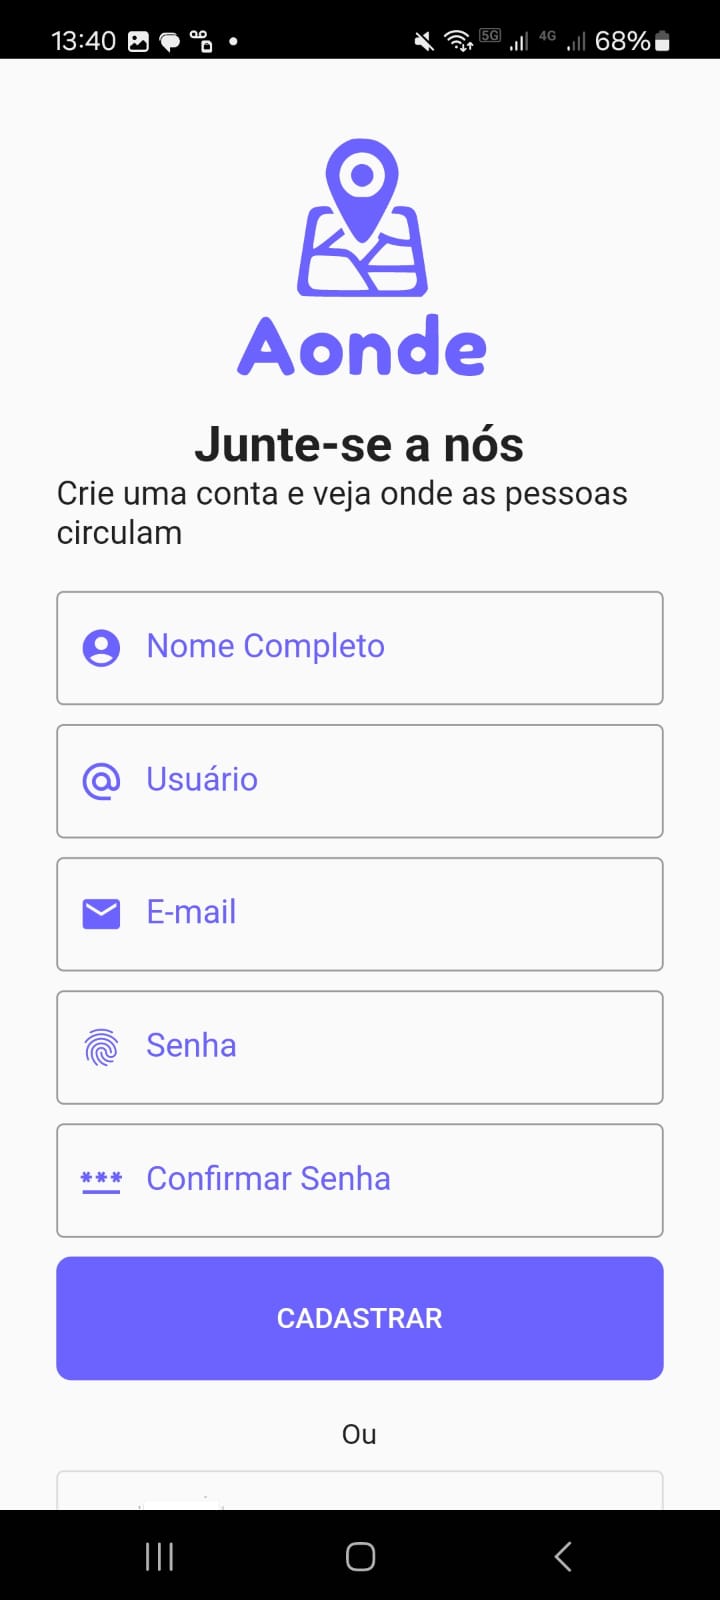 13:40 5G 4G 68%
Aonde
Junte-se a nós
Crie uma conta e veja onde as pessoas
circulam
Nome Completo
Usuário
E-mail
Senha
*** Confirmar Senha
CADASTRAR
Ou